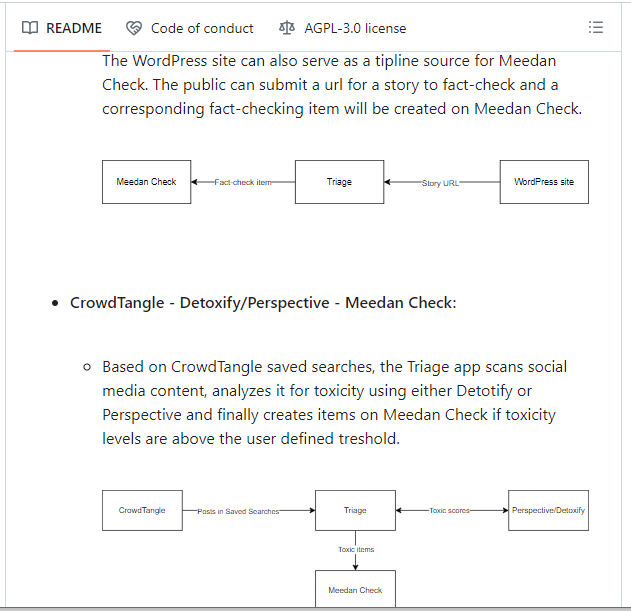 README Code of conduct AGPL-3.0 license
The WordPress site can also serve as a tipline source for Meedan
Check. The public can submit a url for a story to fact-check and a
corresponding fact-checking item will be created on Meedan Check.
Meedan Check Fact-check item Triage Story URL WordPress site
• CrowdTangle - Detoxify/Perspective - Meedan Check:
Based on CrowdTangle saved searches, the Triage app scans social
media content, analyzes it for toxicity using either Detotify or
Perspective and finally creates items on Meedan Check if toxicity
levels are above the user defined treshold.
CrowdTangle Posts in Saved Searches Triage Toxic scores Perspective/Detoxify
Toxic items
Meedan Check